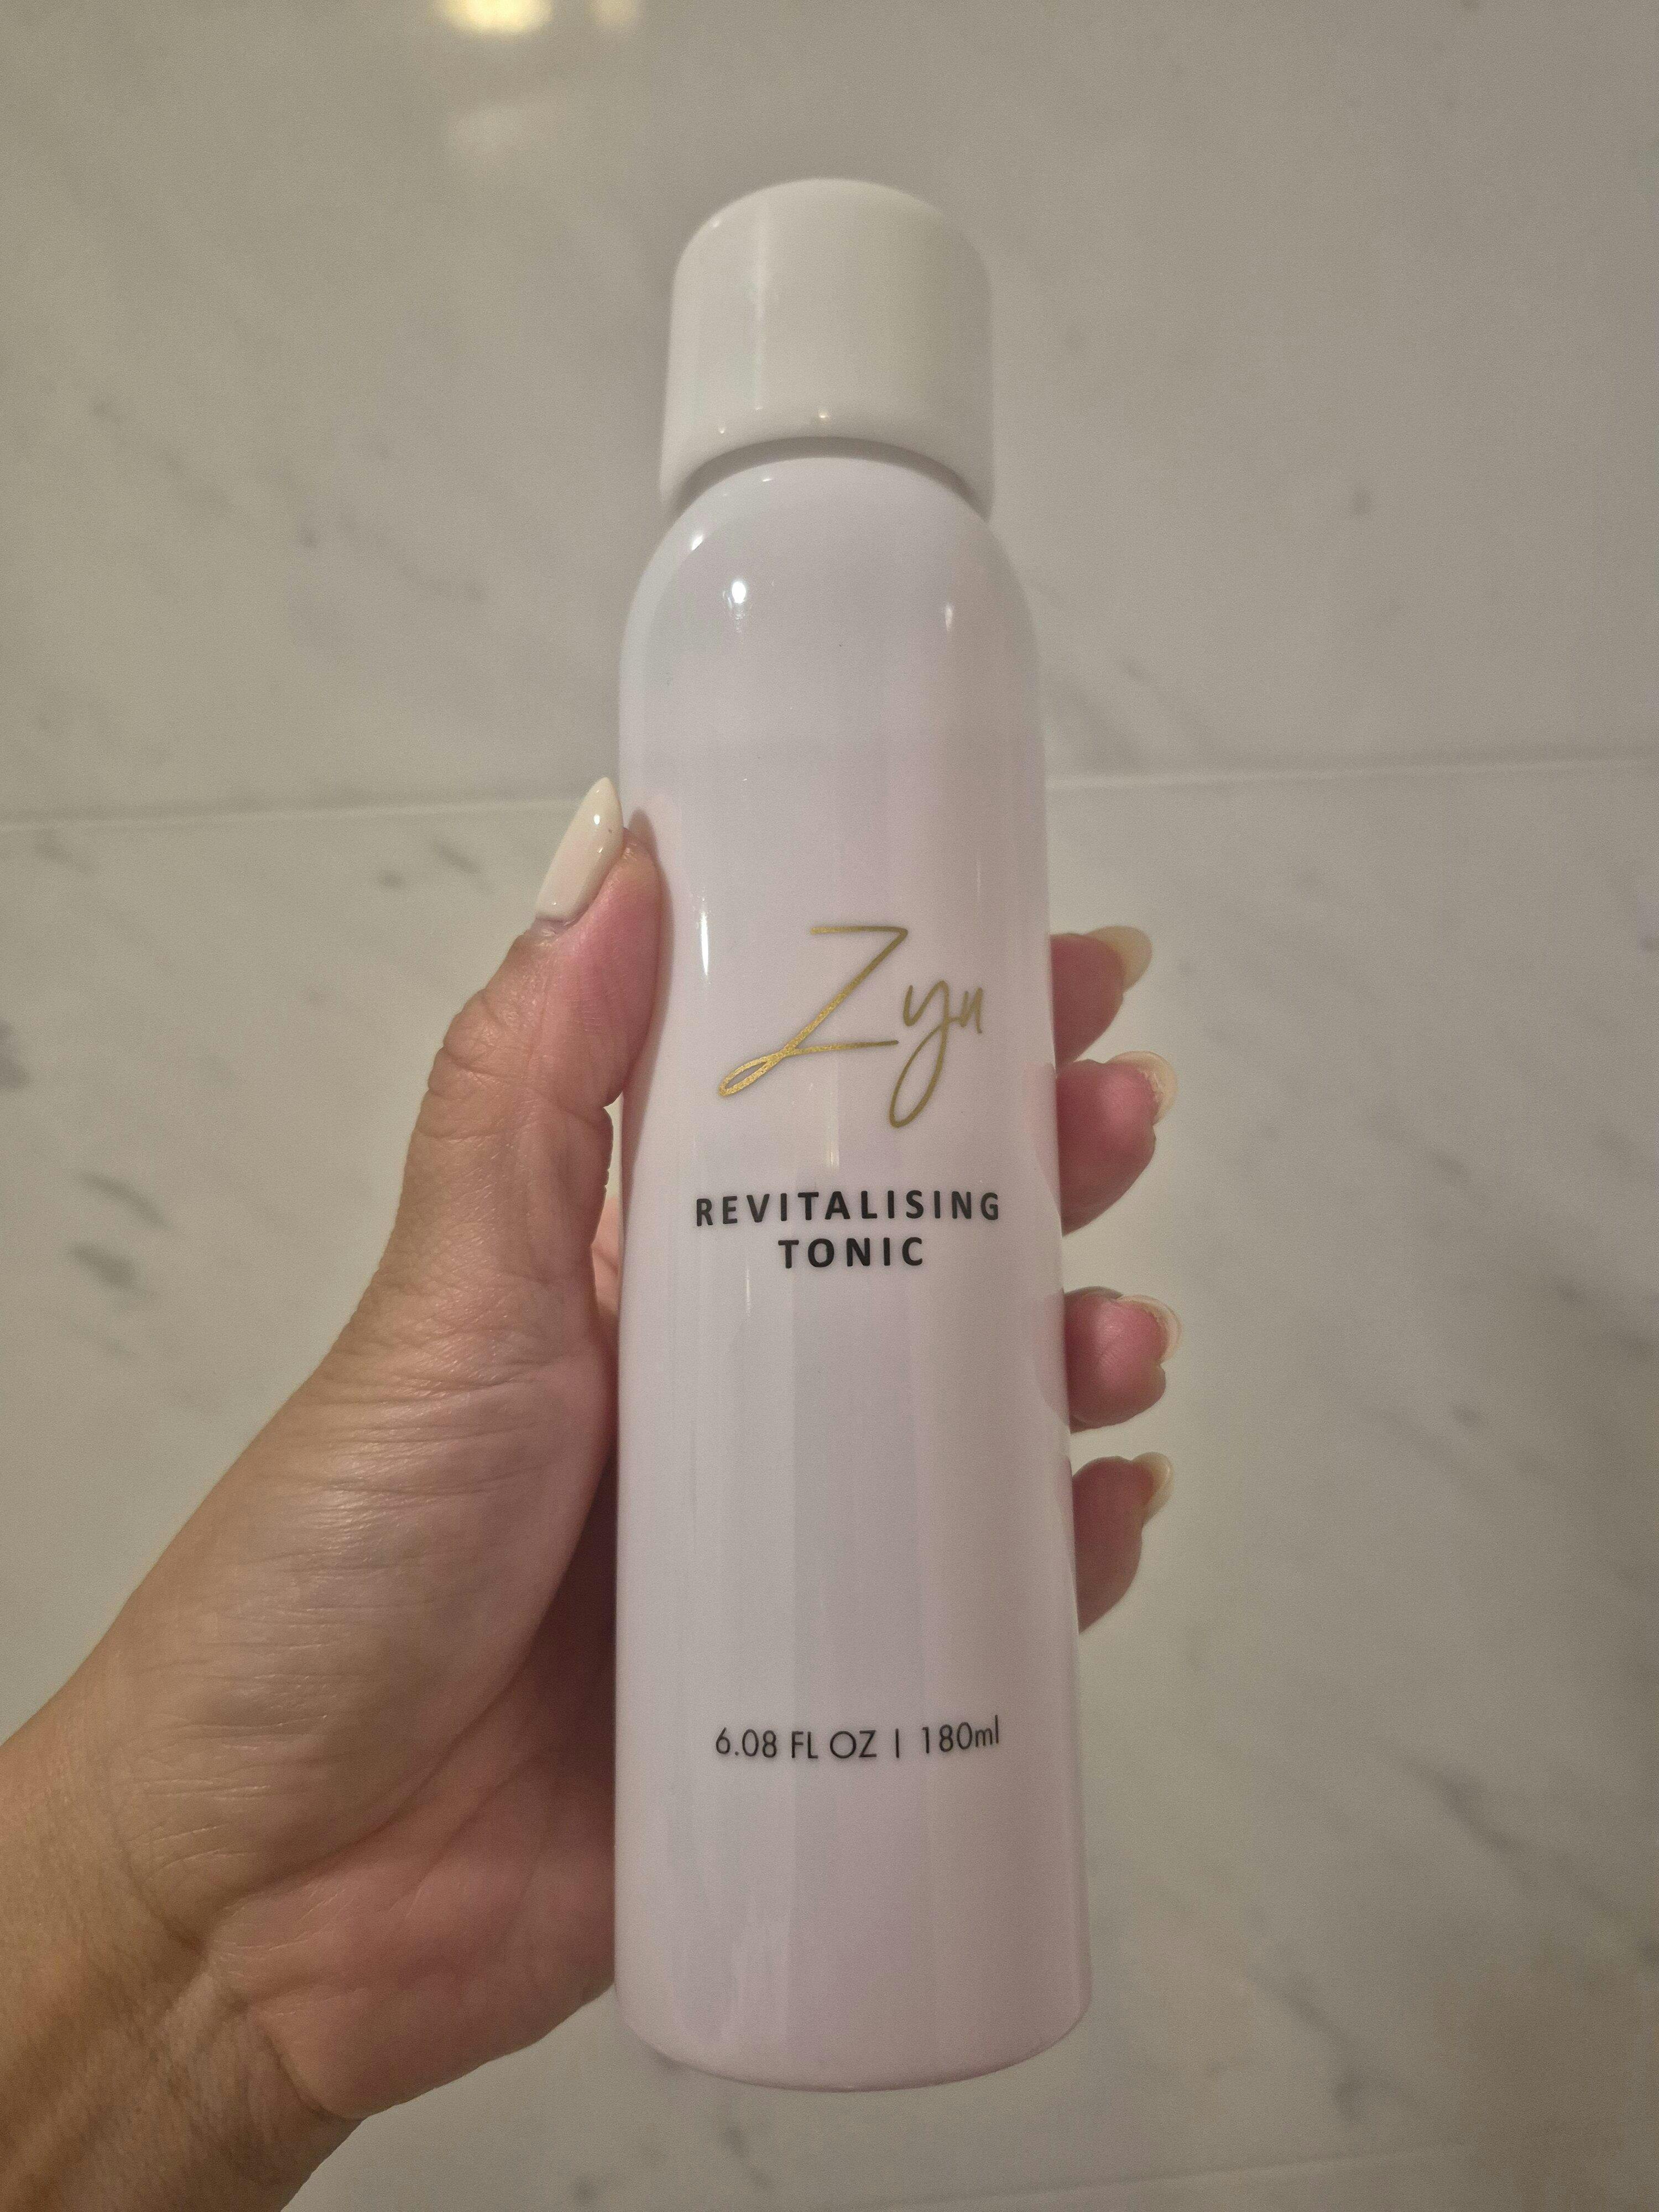 Zyn
REVITALISING
TONIC
6.08 FL OZ | 180ml